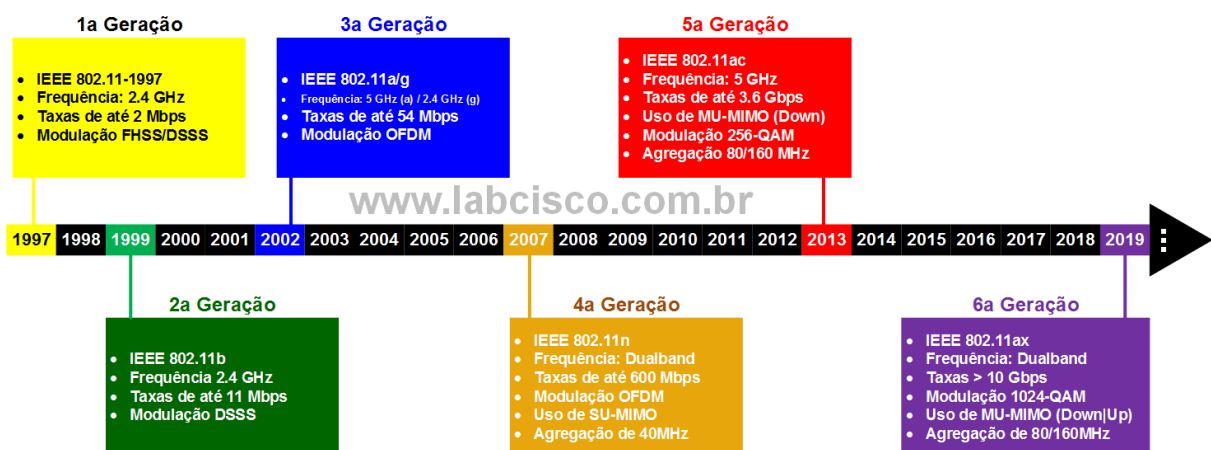 1a Geração
• IEEE 802.11-1997
• Frequência: 2.4 GHz
• Taxas de até 2 Mbps
• Modulação FHSS/DSSS
3a Geração
• IEEE 802.11a/g
• Frequência: 5 GHz (a) / 2.4 GHz (g)
• Taxas de até 54 Mbps
• Modulação OFDM
5a Geração
• IEEE 802.11ac
• Frequência: 5 GHz
• Taxas de até 3.6 Gbps
• Uso de MU-MIMO (Down)
• Modulação 256-QAM
• Agregação 80/160 MHz
www.labcisco.com.br
1997 1998 1999 2000 2001 2002 2003 2004 2005 2006 2007 2008 2009 2010 2011 2012 2013 2014 2015 2016 2017 2018 2019
2a Geração
• IEEE 802.11b
• Frequência 2.4 GHz
• Taxas de até 11 Mbps
• Modulação DSSS
4a Geração
• IEEE 802.11n
• Frequência: Dualband
• Taxas de até 600 Mbps
• Modulação OFDM
• Uso de SU-MIMO
• Agregação de 40MHz
6a Geração
• IEEE 802.11ax
• Frequência: Dualband
• Taxas > 10 Gbps
• Modulação 1024-QAM
• Uso de MU-MIMO (Down|Up)
• Agregação de 80/160MHz